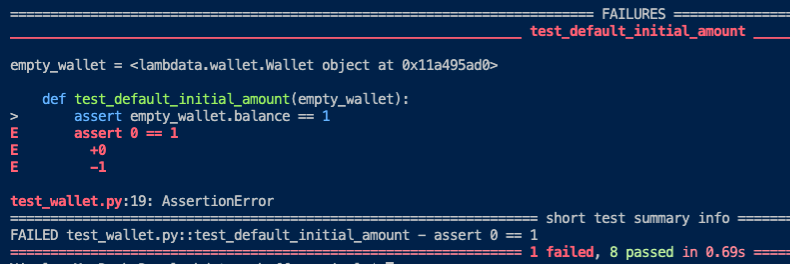 ======================================================================== FAILURES ===============
_______________________________________________________________ test_default_initial_amount _____
empty_wallet = <lambdata.wallet.Wallet object at 0x11a495ad0>
def test_default_initial_amount(empty_wallet):
> assert empty_wallet.balance == 1
E assert 0 == 1
E +0
E -1
test_wallet.py:19: AssertionError
================================================================= short test summary info =======
FAILED test_wallet.py::test_default_initial_amount - assert 0 == 1
=============================================================== 1 failed, 8 passed in 0.69s =====